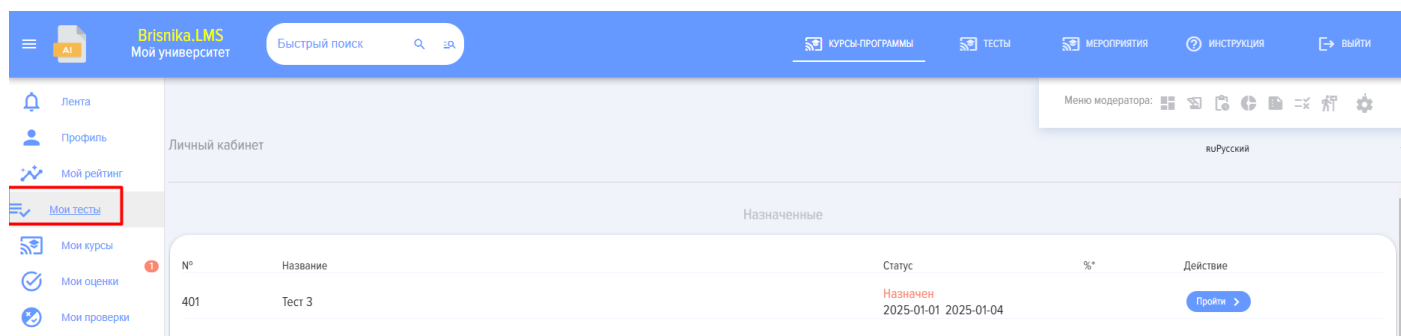 AI
Brisnika.LMS
Мой университет
Быстрый поиск
КУРСЫ-ПРОГРАММЫ
ТЕСТЫ
МЕРОПРИЯТИЯ
ИНСТРУКЦИЯ
ВЫЙТИ
Меню модератора:
Лента
Профиль
Мой рейтинг
Мои тесты
Мои курсы
1
Мои оценки
Мои проверки
Личный кабинет
RUРусский
Назначенные
N° Название Статус %* Действие
401 Тест 3 Назначен Пройти
2025-01-01 2025-01-04